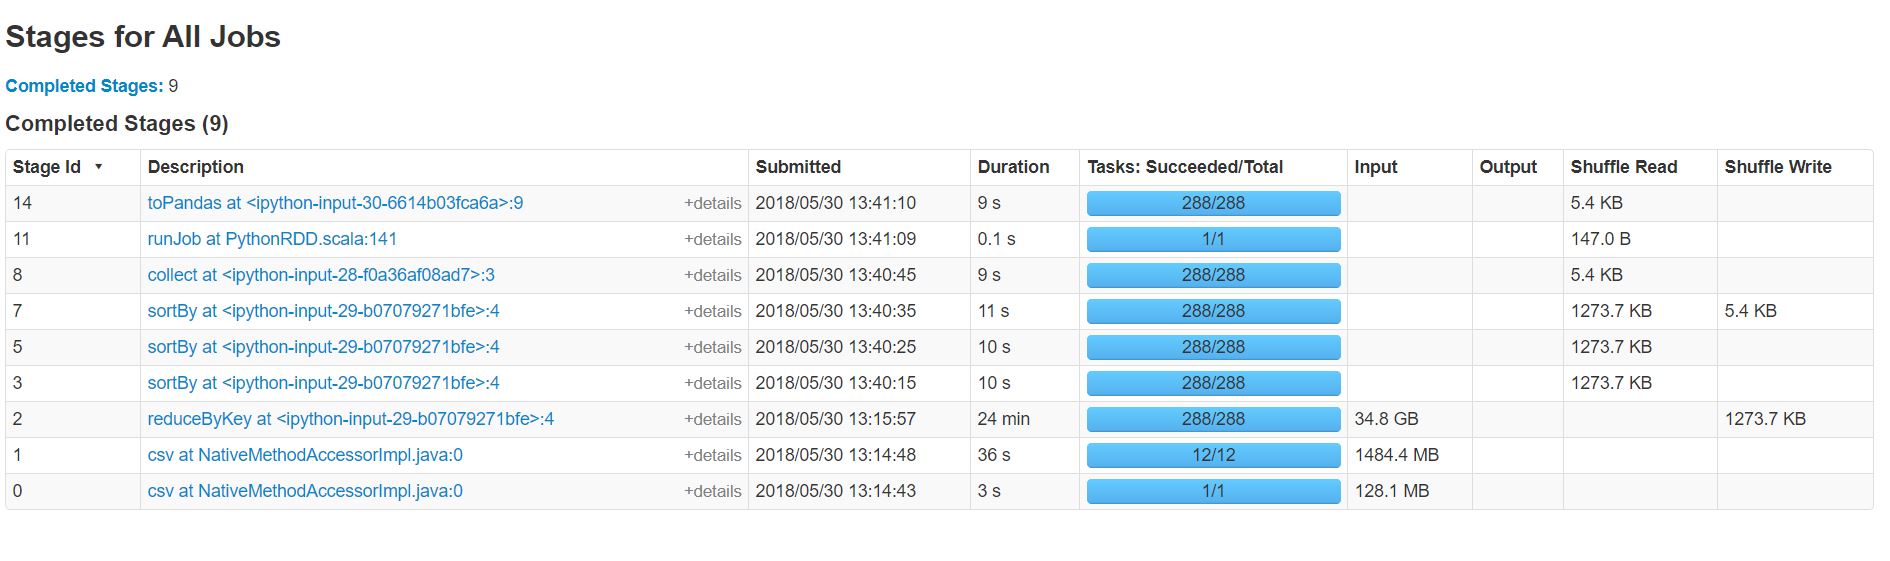 Stages for All Jobs
Completed Stages: 9
Completed Stages (9)
Stage Id ▾ Description Submitted Duration Tasks: Succeeded/Total Input Output Shuffle Read Shuffle Write
14 toPandas at <ipython-input-30-6614b03fca6a>:9 +details 2018/05/30 13:41:10 9 s 288/288 5.4 KB
11 runJob at PythonRDD.scala:141 +details 2018/05/30 13:41:09 0.1 s 1/1 147.0 B
8 collect at <ipython-input-28-f0a36af08ad7>:3 +details 2018/05/30 13:40:45 9 s 288/288 5.4 KB
7 sortBy at <ipython-input-29-b07079271bfe>:4 +details 2018/05/30 13:40:35 11 s 288/288 1273.7 KB 5.4 KB
5 sortBy at <ipython-input-29-b07079271bfe>:4 +details 2018/05/30 13:40:25 10 s 288/288 1273.7 KB
3 sortBy at <ipython-input-29-b07079271bfe>:4 +details 2018/05/30 13:40:15 10 s 288/288 1273.7 KB
2 reduceByKey at <ipython-input-29-b07079271bfe>:4 +details 2018/05/30 13:15:57 24 min 288/288 34.8 GB 1273.7 KB
1 csv at NativeMethodAccessorImpl.java:0 +details 2018/05/30 13:14:48 36 s 12/12 1484.4 MB
0 csv at NativeMethodAccessorImpl.java:0 +details 2018/05/30 13:14:43 3 s 1/1 128.1 MB